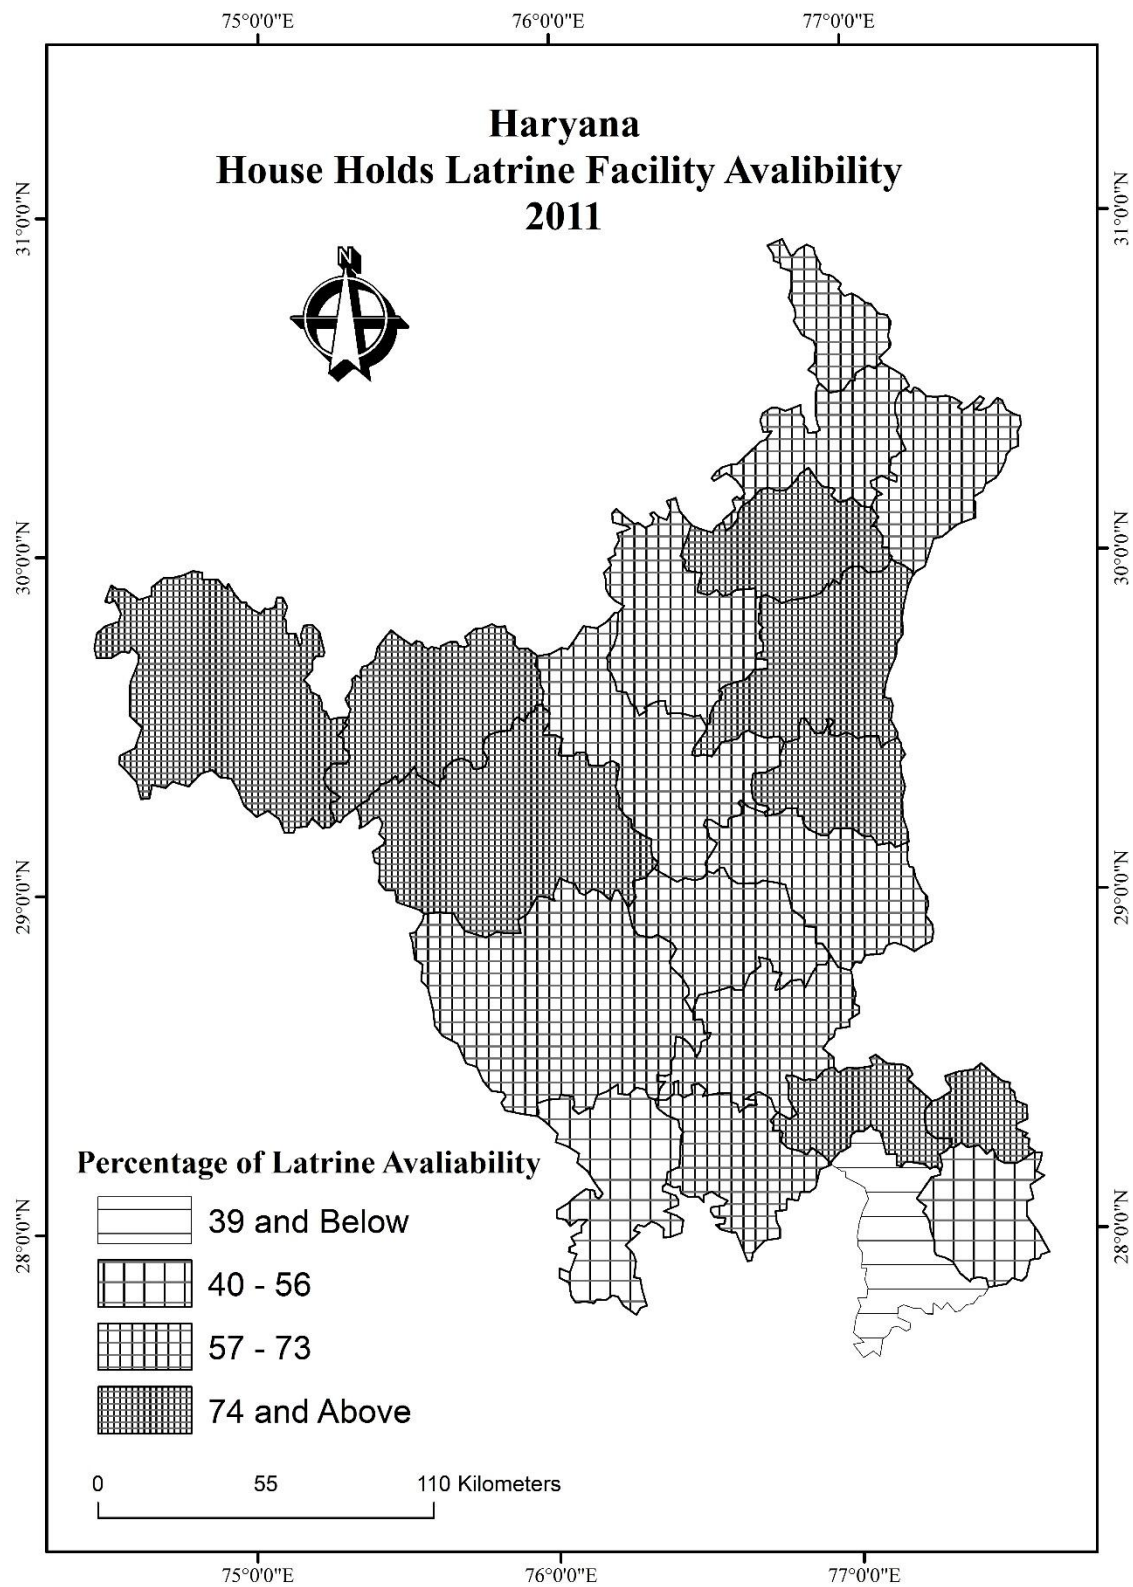 75°0'0"E 76°0'0"E 77°0'0"E
Haryana
House Holds Latrine Facility Avalibility
2011
N
31°0'0"N 31°0'0"N
30°0'0"N 30°0'0"N
29°0'0"N 29°0'0"N
28°0'0"N 28°0'0"N
Percentage of Latrine Avaliability
39 and Below
40 - 56
57 - 73
74 and Above
0 55 110 Kilometers
75°0'0"E 76°0'0"E 77°0'0"E